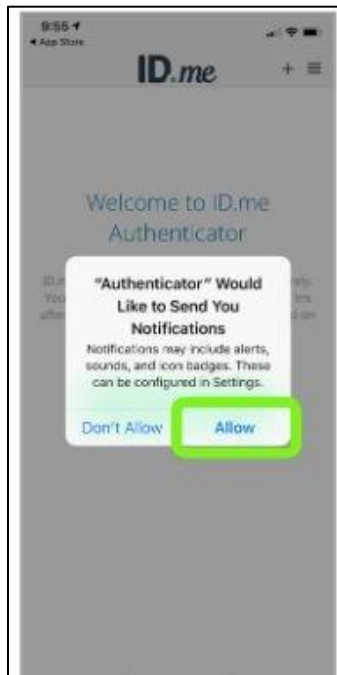 9:55
App Store
ID.me
Welcome to ID.me
Authenticator
"Authenticator" Would
Like to Send You
Notifications
Notifications may include alerts,
sounds, and icon badges. These
can be configured in Settings.
Don't Allow
Allow